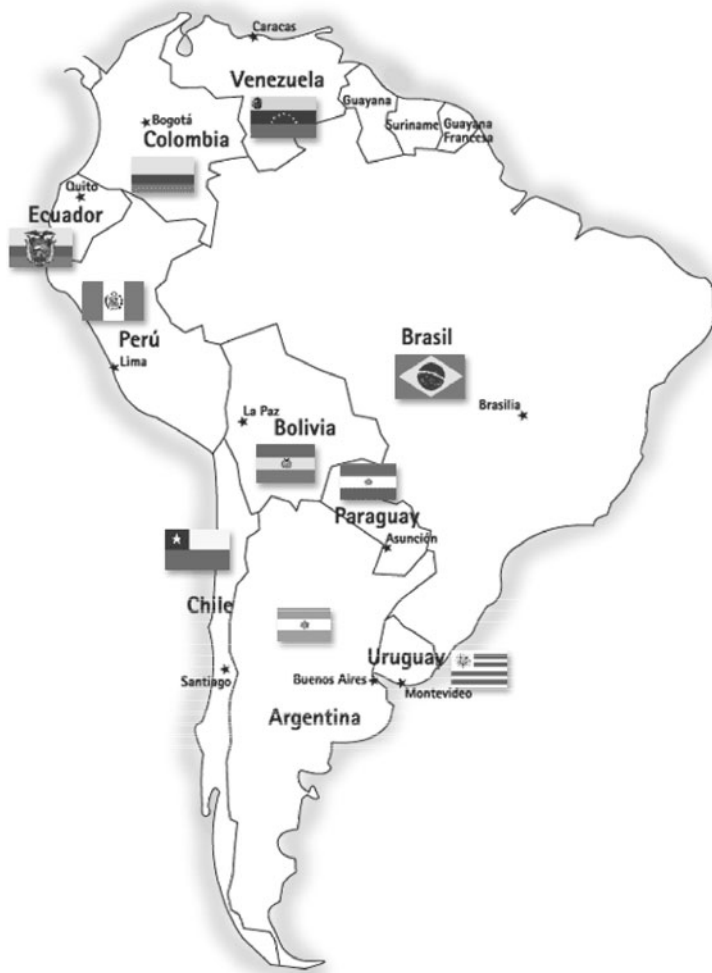 Caracas
Venezuela
Guayana
Suriname
Guayana
Francesa
Bogotá
Colombia
Quito
Ecuador
Perú
Lima
Brasil
Brasilia
La Paz
Bolivia
Paraguay
Asunción
Chile
Santiago
Uruguay
Buenos Aires
Montevideo
Argentina